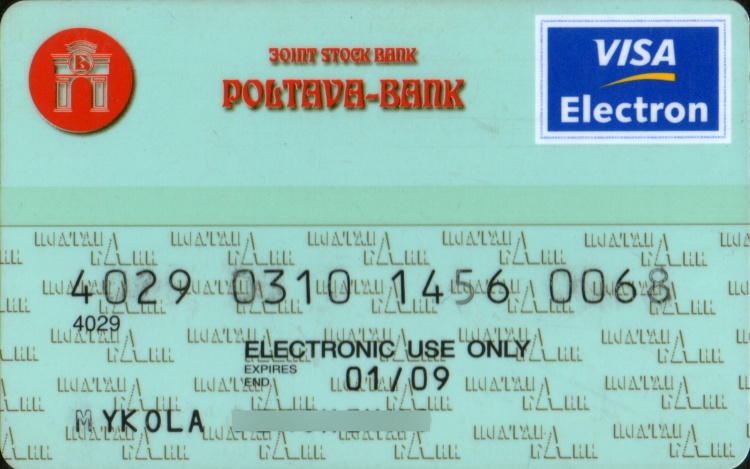 JOINT STOCK BANK
POLTAVA-BANK
VISA
Electron
4029 0310 1456 0068
4029
ELECTRONIC USE ONLY
EXPIRES
END 01/09
MYKOLA